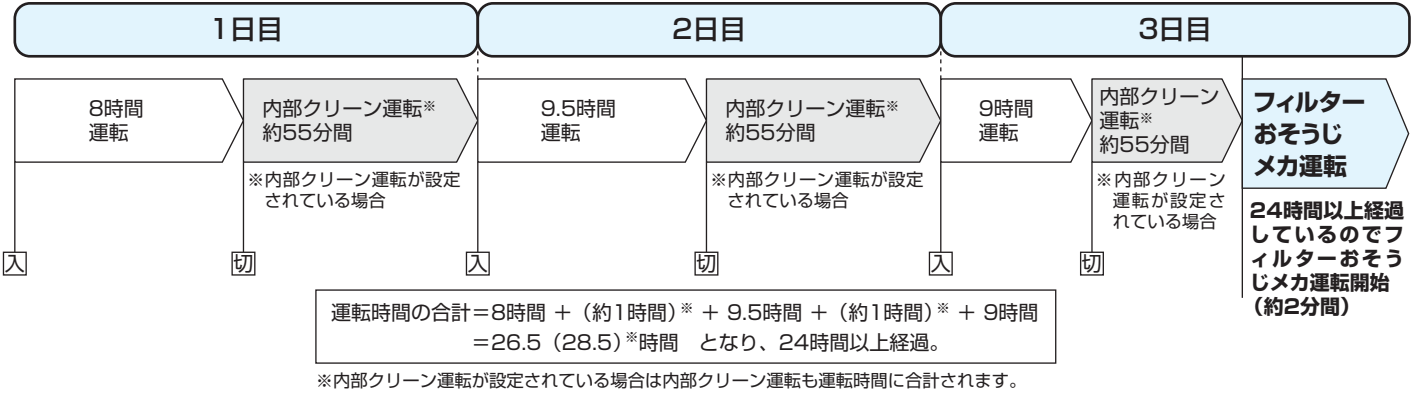 1日目
2日目
3日目
8時間
運転
内部クリーン運転※
約55分間
9.5時間
運転
内部クリーン運転※
約55分間
9時間
運転
内部クリーン
運転※
約55分間
フィルター
おそうじ
メカ運転
※内部クリーン運転が設定
されている場合
※内部クリーン運転が設定
されている場合
※内部クリーン
運転が設定さ
れている場合
24時間以上経過
しているのでフ
ィルターおそう
じメカ運転開始
(約2分間)
入
切
入
切
入
切
運転時間の合計＝8時間 + (約1時間)※ + 9.5時間 + (約1時間)※ + 9時間
＝26.5 (28.5)※時間　となり、24時間以上経過。
※内部クリーン運転が設定されている場合は内部クリーン運転も運転時間に合計されます。